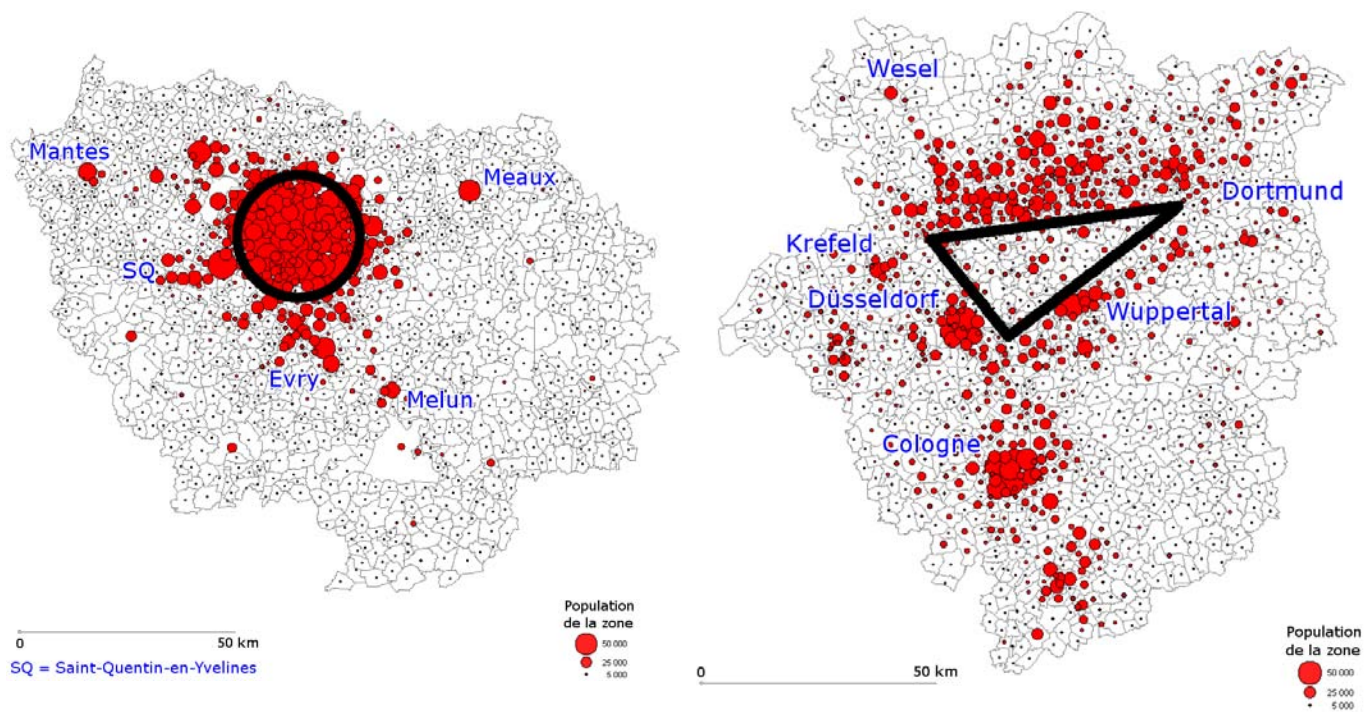 Mantes
Meaux
SQ
Evry
Melun
Population
de la zone
50 000
25 000
5 000
0 50 km
SQ = Saint-Quentin-en-Yvelines
Wesel
Dortmund
Krefeld
Düsseldorf
Wuppertal
Cologne
Population
de la zone
50 000
25 000
5 000
0 50 km